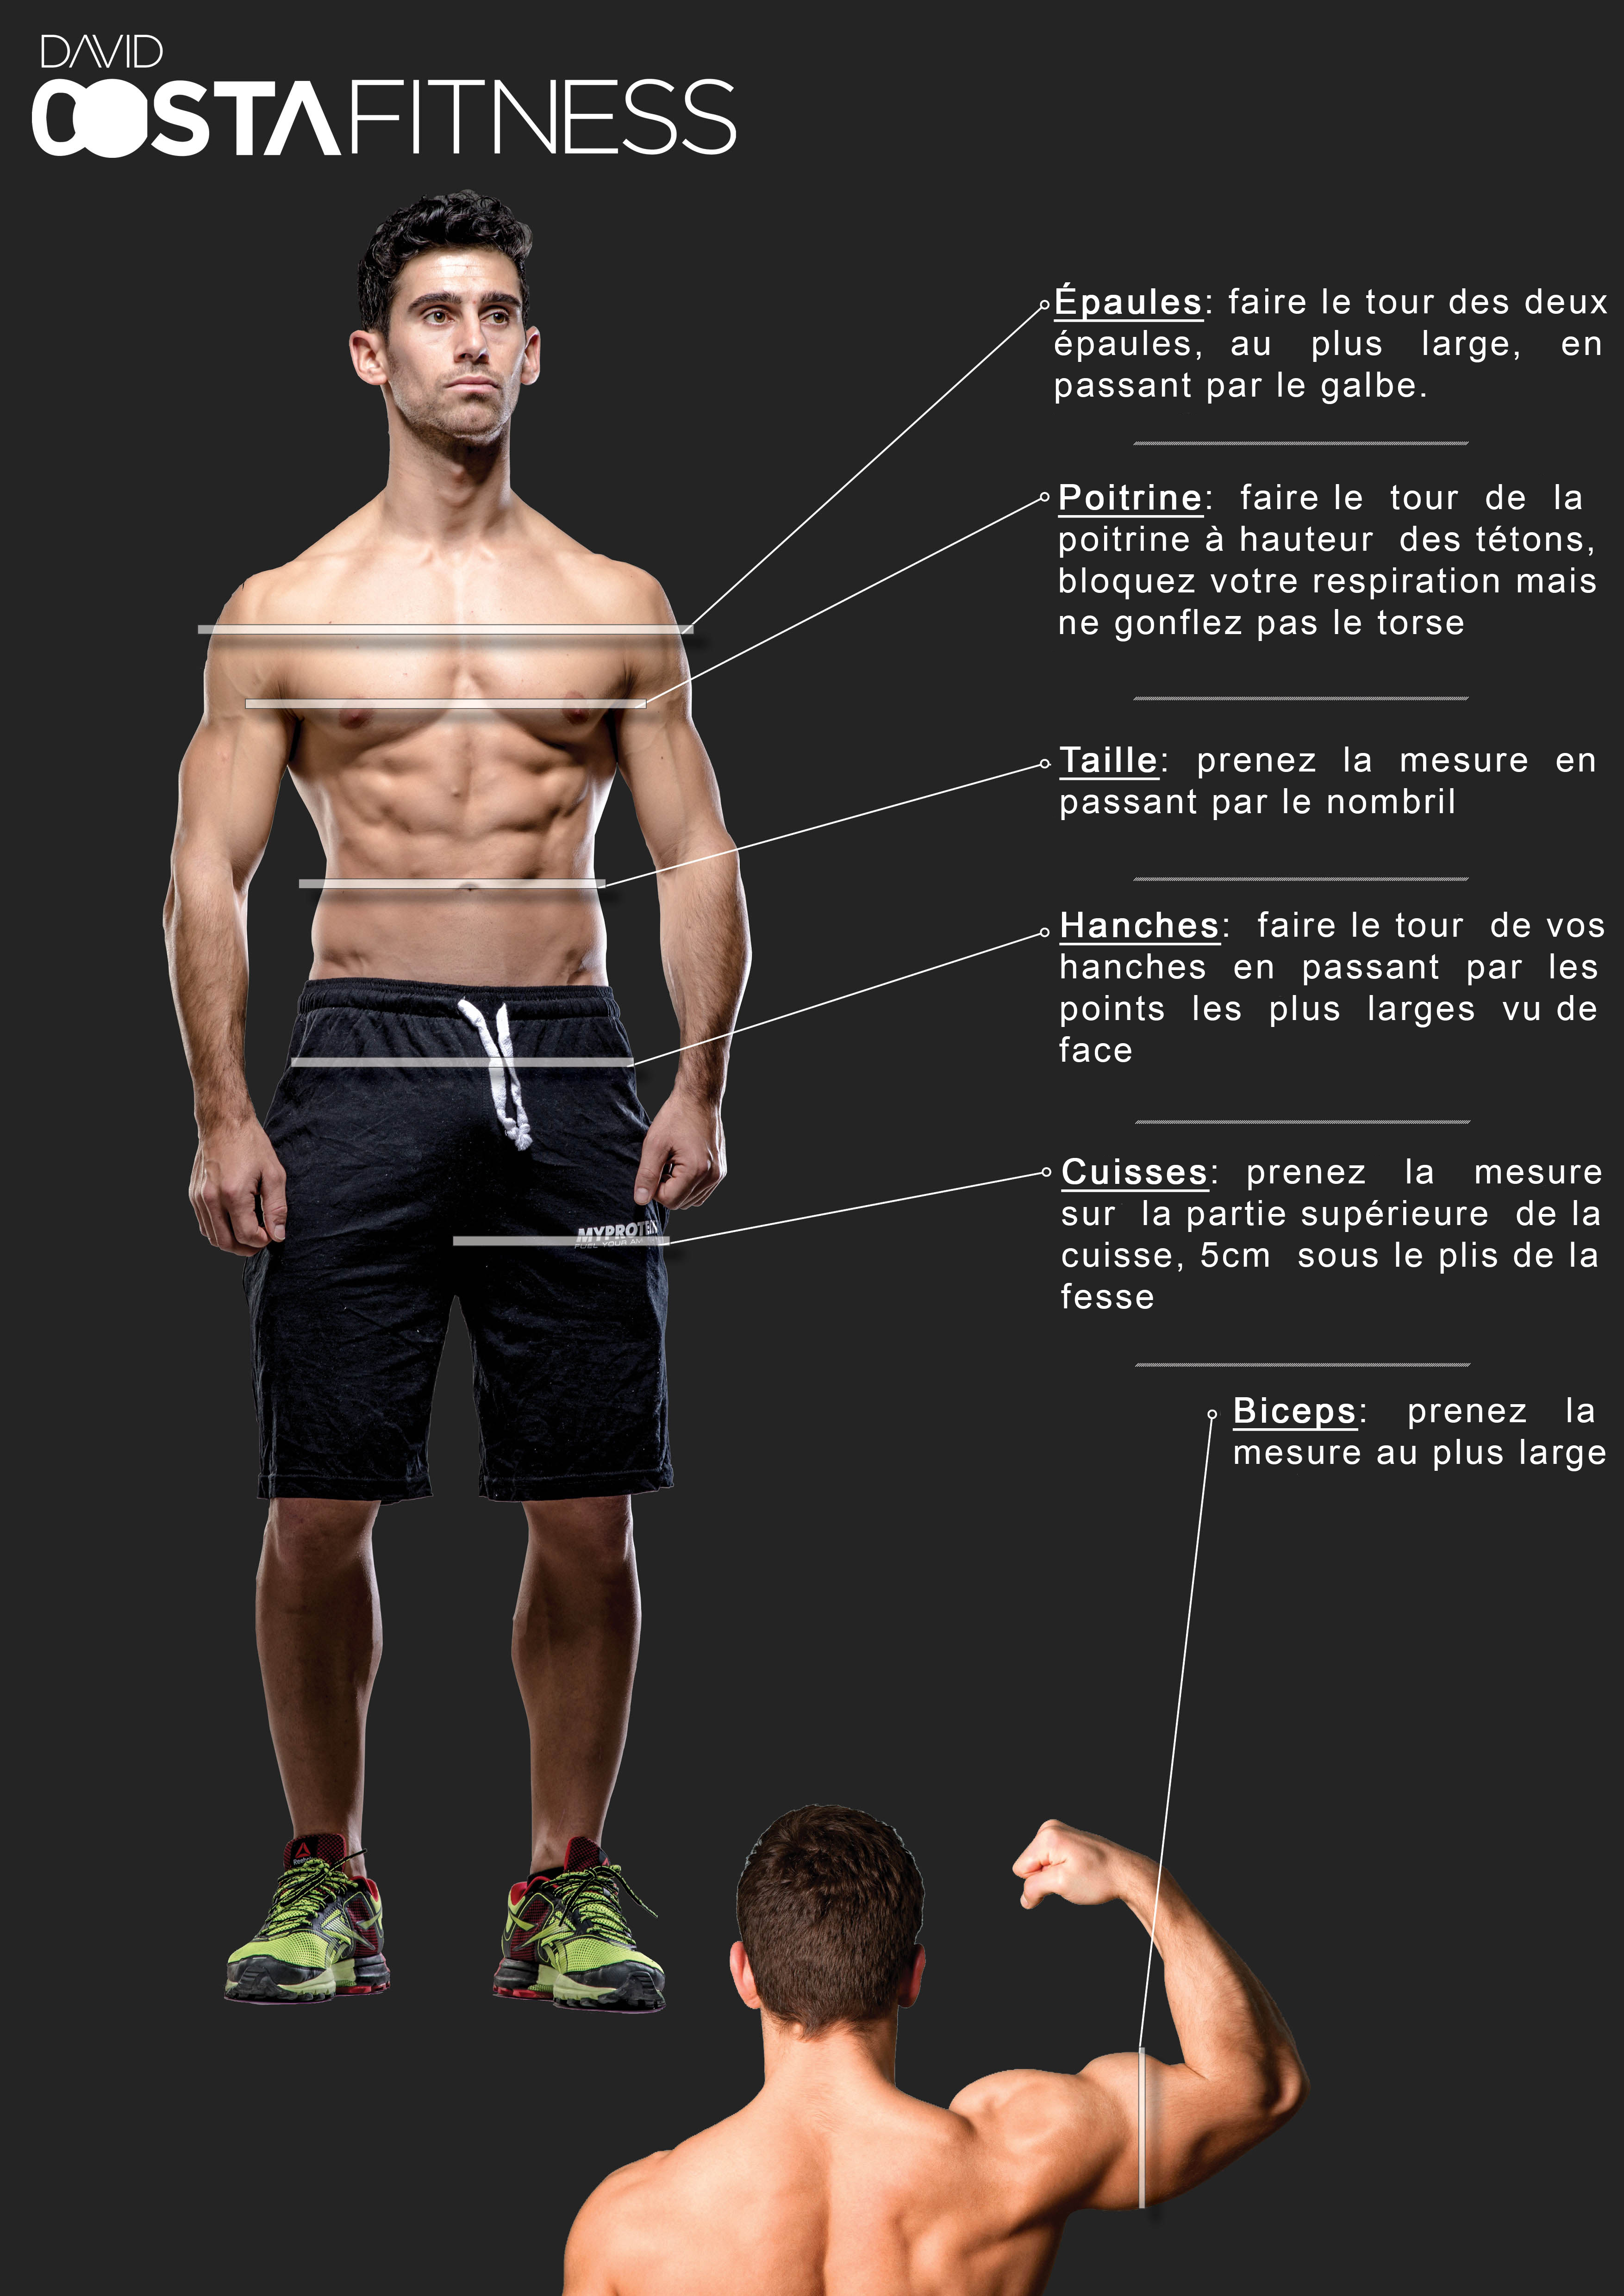 DAVID
COSTAFITNESS
Épaules: faire le tour des deux
épaules, au plus large, en
passant par le galbe.
Poitrine: faire le tour de la
poitrine à hauteur des tétons,
bloquez votre respiration mais
ne gonflez pas le torse
Taille: prenez la mesure en
passant par le nombril
Hanches: faire le tour de vos
hanches en passant par les
points les plus larges vu de
face
Cuisses: prenez la mesure
sur la partie supérieure de la
cuisse, 5cm sous le plis de la
fesse
MYPROTEIN
FUEL YOUR
Biceps: prenez la
mesure au plus large
Reebok